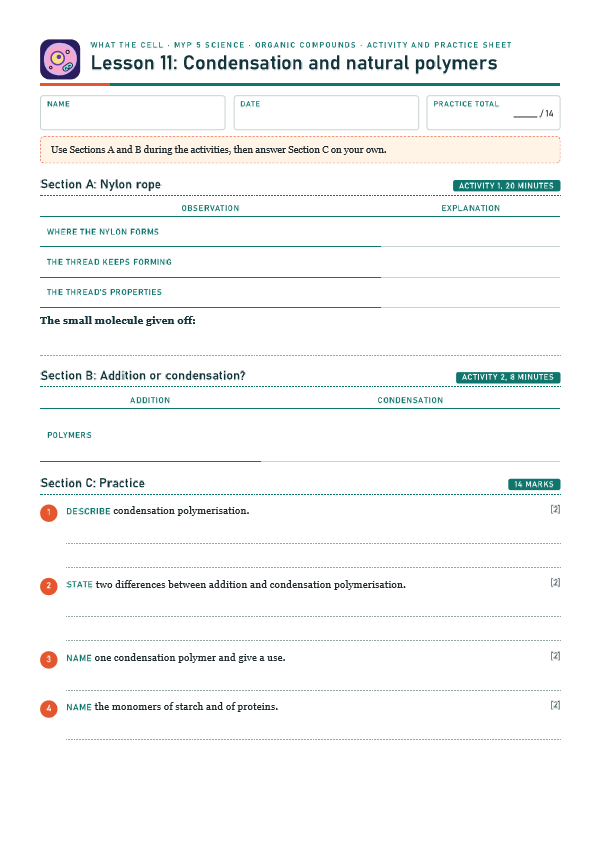 WHAT THE CELL · MYP 5 SCIENCE · ORGANIC COMPOUNDS · ACTIVITY AND PRACTICE SHEET
Lesson 11: Condensation and natural polymers
NAME
DATE
PRACTICE TOTAL
_____ / 14
Use Sections A and B during the activities, then answer Section C on your own.
Section A: Nylon rope
ACTIVITY 1, 20 MINUTES
OBSERVATION EXPLANATION
WHERE THE NYLON FORMS
THE THREAD KEEPS FORMING
THE THREAD'S PROPERTIES
The small molecule given off:
Section B: Addition or condensation?
ACTIVITY 2, 8 MINUTES
ADDITION CONDENSATION
POLYMERS
Section C: Practice
14 MARKS
1 DESCRIBE condensation polymerisation. [2]
2 STATE two differences between addition and condensation polymerisation. [2]
3 NAME one condensation polymer and give a use. [2]
4 NAME the monomers of starch and of proteins. [2]